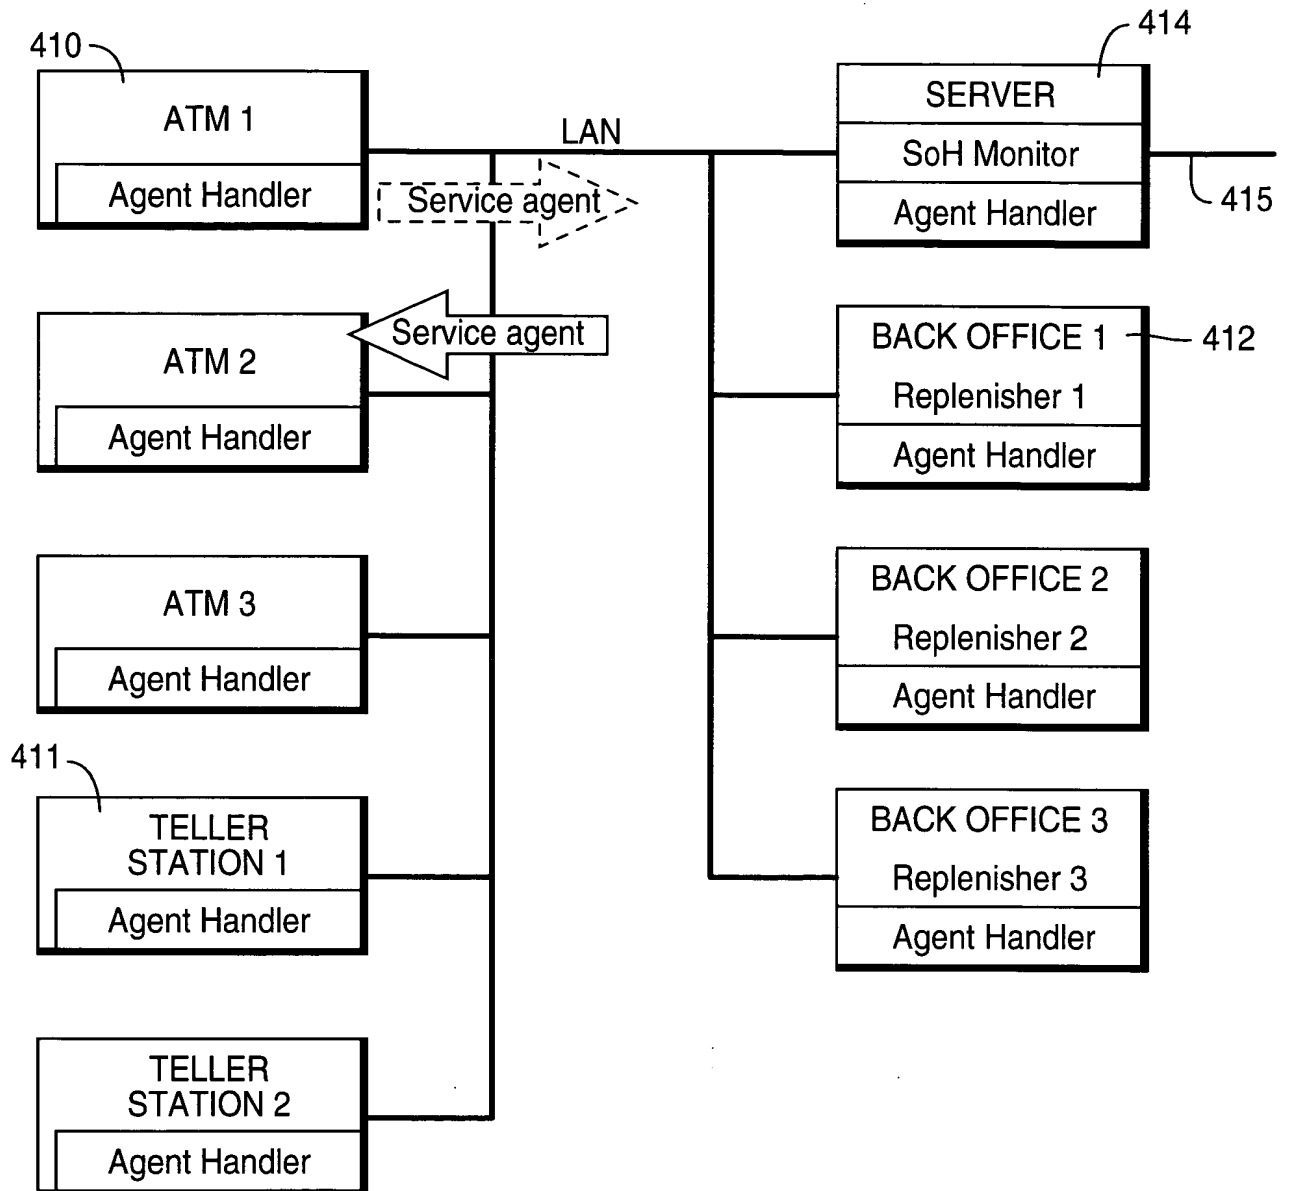 410
ATM 1
Agent Handler
LAN
Service agent
414
SERVER
SoH Monitor
Agent Handler
415
ATM 2
Agent Handler
Service agent
BACK OFFICE 1
Replenisher 1
Agent Handler
412
ATM 3
Agent Handler
BACK OFFICE 2
Replenisher 2
Agent Handler
411
TELLER
STATION 1
Agent Handler
BACK OFFICE 3
Replenisher 3
Agent Handler
TELLER
STATION 2
Agent Handler